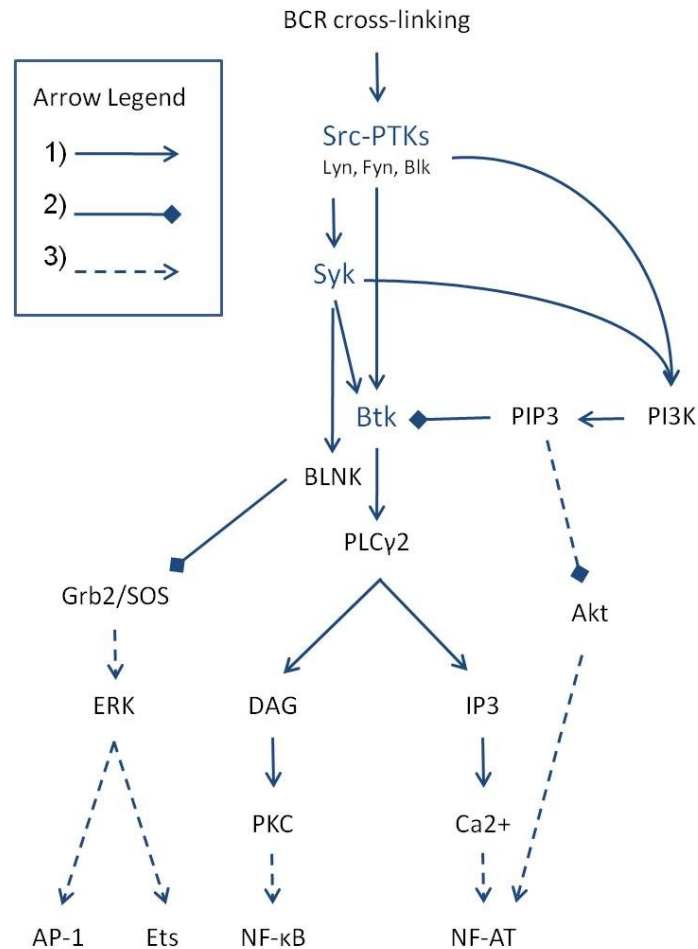 BCR cross-linking
Arrow Legend
1)
2)
3)
Src-PTKs
Lyn, Fyn, Blk
Syk
Btk
PIP3
PI3K
BLNK
PLCγ2
Grb2/SOS
Akt
ERK
DAG
IP3
PKC
Ca2+
AP-1
Ets
NF-κB
NF-AT